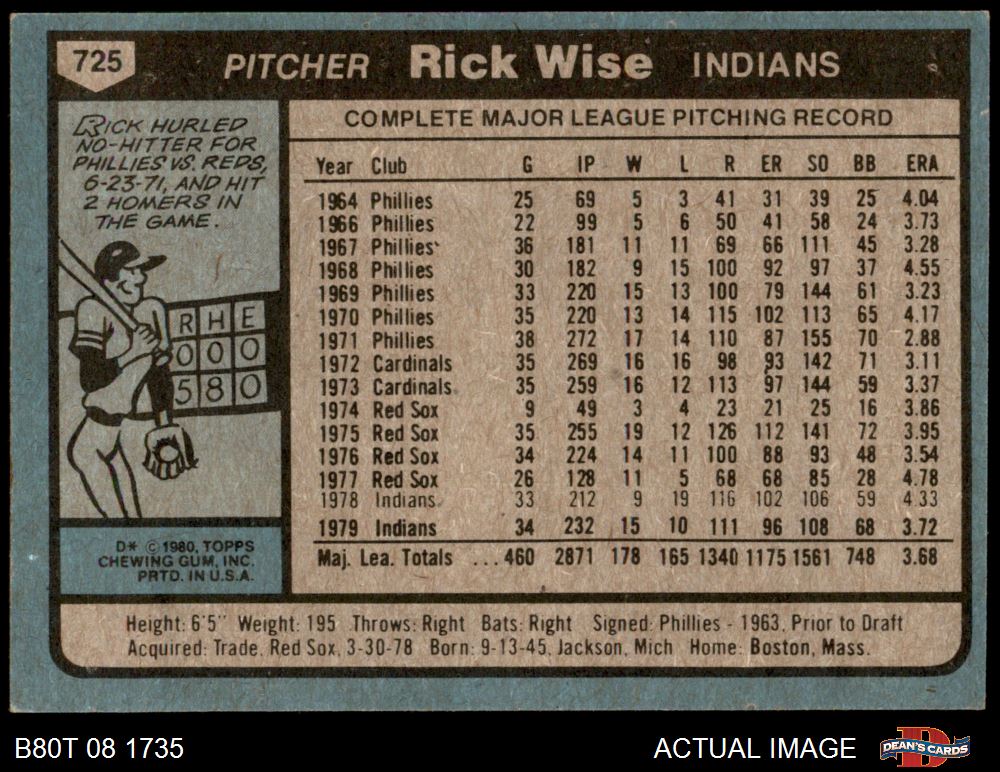 725 PITCHER Rick Wise INDIANS
RICK HURLED
NO-HITTER FOR
PHILLIES VS. REDS,
6-23-71, AND HIT
2 HOMERS IN
THE GAME.
R H E
0 0 0
5 8 0
D* © 1980, TOPPS
CHEWING GUM, INC.
PRTD. IN U.S.A.
COMPLETE MAJOR LEAGUE PITCHING RECORD
Year Club G IP W L R ER SO BB ERA
1964 Phillies 25 69 5 3 41 31 39 25 4.04
1966 Phillies 22 99 5 6 50 41 58 24 3.73
1967 Phillies 36 181 11 11 69 66 111 45 3.28
1968 Phillies 30 182 9 15 100 92 97 37 4.55
1969 Phillies 33 220 15 13 100 79 144 61 3.23
1970 Phillies 35 220 13 14 115 102 113 65 4.17
1971 Phillies 38 272 17 14 110 87 155 70 2.88
1972 Cardinals 35 269 16 16 98 93 142 71 3.11
1973 Cardinals 35 259 16 12 113 97 144 59 3.37
1974 Red Sox 9 49 3 4 23 21 25 16 3.86
1975 Red Sox 35 255 19 12 126 112 141 72 3.95
1976 Red Sox 34 224 14 11 100 88 93 48 3.54
1977 Red Sox 26 128 11 5 68 68 85 28 4.78
1978 Indians 33 212 9 19 116 102 106 59 4.33
1979 Indians 34 232 15 10 111 96 108 68 3.72
Maj. Lea. Totals ...460 2871 178 165 1340 1175 1561 748 3.68
Height: 6'5" Weight: 195 Throws: Right Bats: Right Signed: Phillies - 1963, Prior to Draft
Acquired: Trade, Red Sox, 3-30-78 Born: 9-13-45, Jackson, Mich Home: Boston, Mass.
B80T 08 1735 ACTUAL IMAGE DEAN'S CARDS